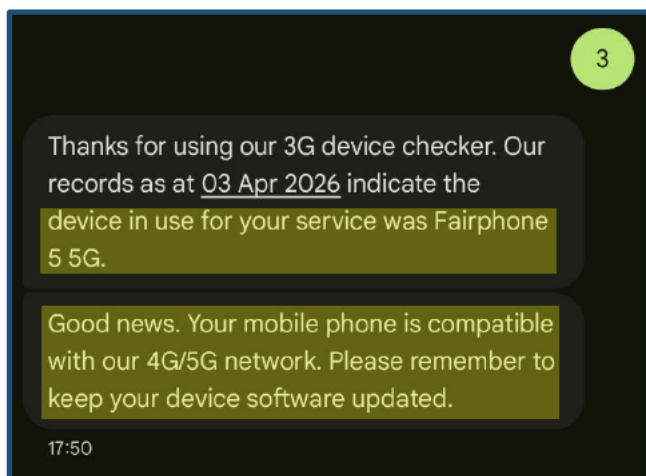 3
Thanks for using our 3G device checker. Our
records as at 03 Apr 2026 indicate the
device in use for your service was Fairphone
5 5G.
Good news. Your mobile phone is compatible
with our 4G/5G network. Please remember to
keep your device software updated.
17:50